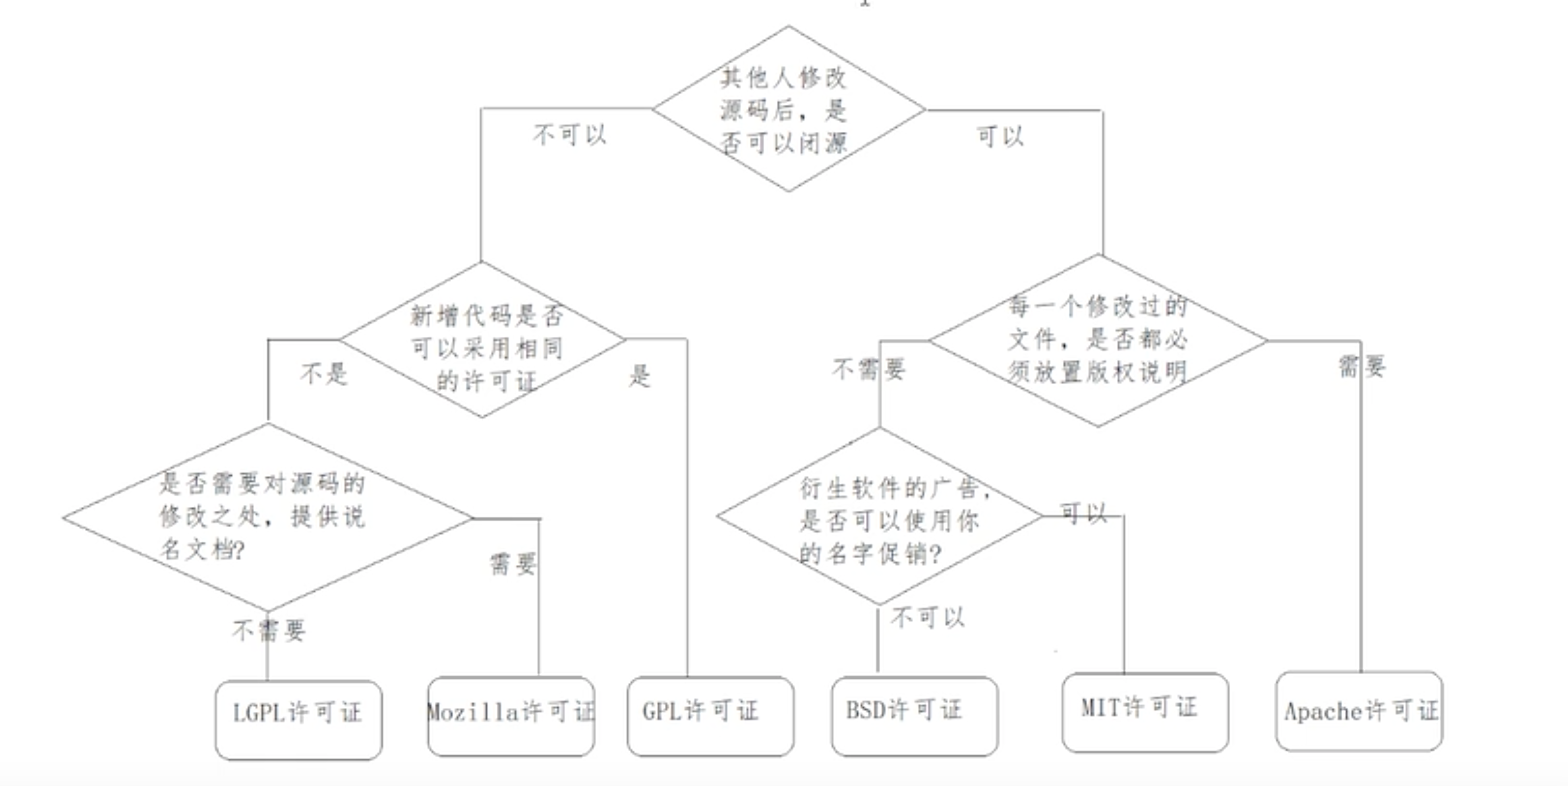 其他人修改
源码后，是
否可以闭源
不可以
可以
新增代码是否
可以采用相同
的许可证
每一个修改过的
文件，是否都必
须放置版权说明
不是
是
不需要
需要
是否需要对源码的
修改之处，提供说
名文档?
衍生软件的广告，
是否可以使用你
的名字促销?
可以
需要
不需要
不可以
LGPL许可证
Mozilla许可证
GPL许可证
BSD许可证
MIT许可证
Apache许可证